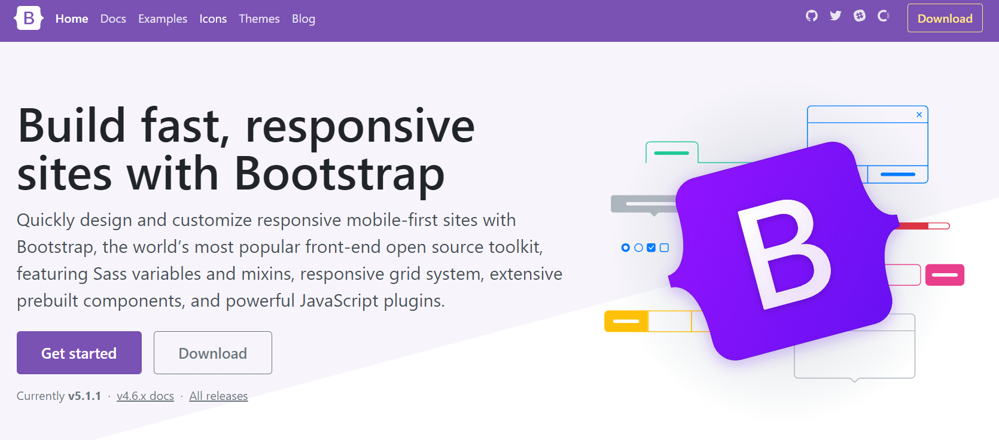 B Home Docs Examples Icons Themes Blog Download
Build fast, responsive
sites with Bootstrap
Quickly design and customize responsive mobile-first sites with
Bootstrap, the world’s most popular front-end open source toolkit,
featuring Sass variables and mixins, responsive grid system, extensive
prebuilt components, and powerful JavaScript plugins.
Get started Download
Currently v5.1.1 · v4.6.x docs · All releases
B